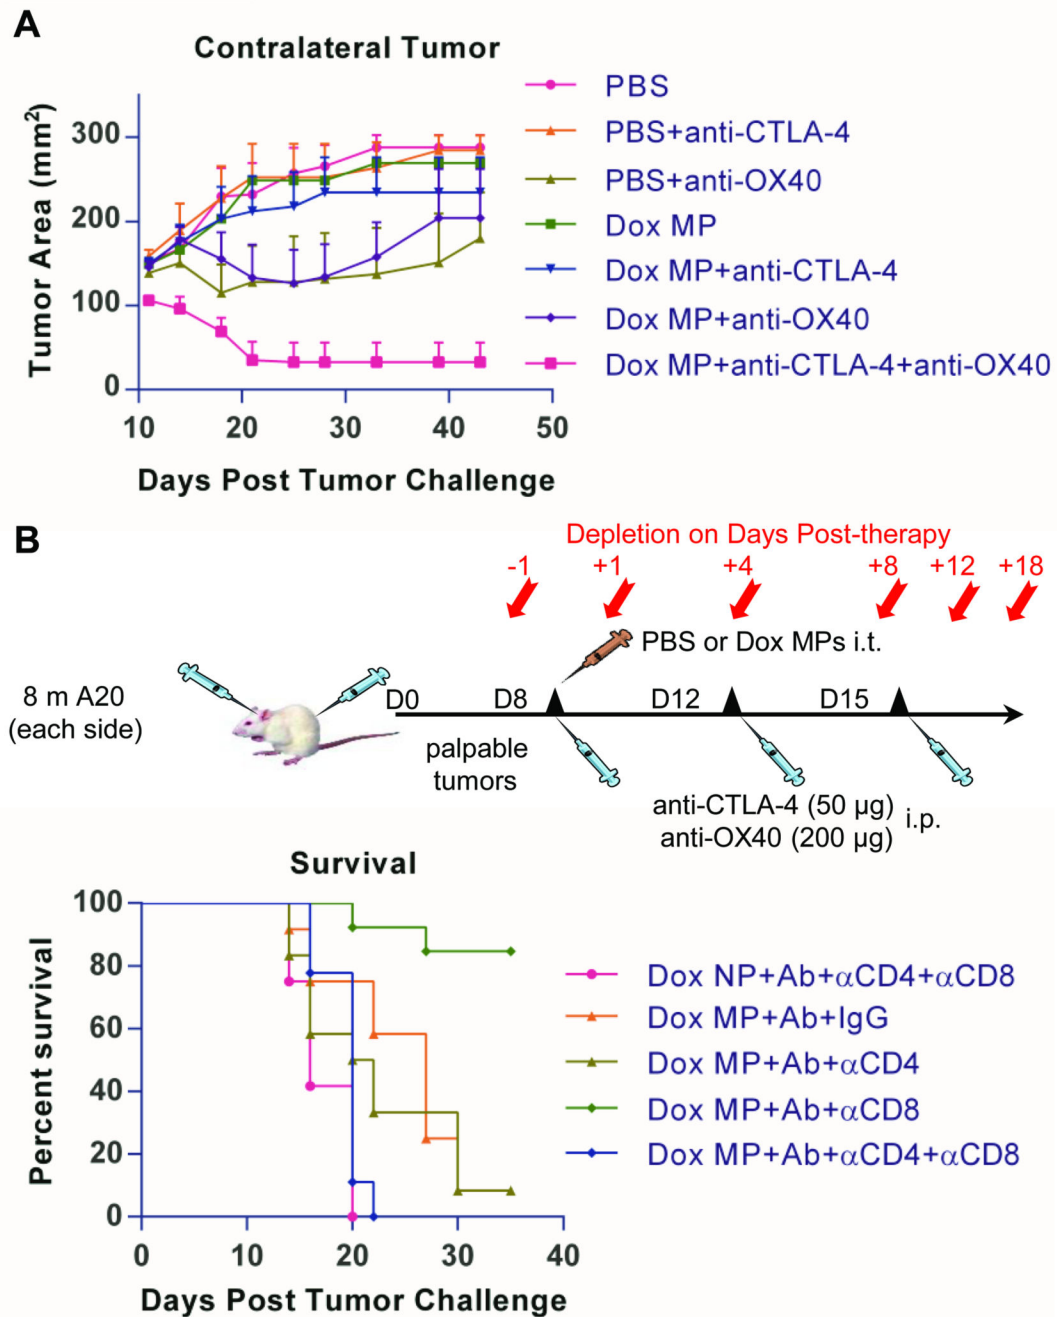 A
Contralateral Tumor
Tumor Area (mm²)
300
200
100
0
10 20 30 40 50
Days Post Tumor Challenge
PBS
PBS+anti-CTLA-4
PBS+anti-OX40
Dox MP
Dox MP+anti-CTLA-4
Dox MP+anti-OX40
Dox MP+anti-CTLA-4+anti-OX40
B
Depletion on Days Post-therapy
-1 +1 +4 +8 +12 +18
PBS or Dox MPs i.t.
8 m A20
(each side)
D0 D8 D12 D15
palpable
tumors
anti-CTLA-4 (50 µg)
anti-OX40 (200 µg)
i.p.
Survival
Percent survival
100
80
60
40
20
0
0 10 20 30 40
Days Post Tumor Challenge
Dox NP+Ab+αCD4+αCD8
Dox MP+Ab+IgG
Dox MP+Ab+αCD4
Dox MP+Ab+αCD8
Dox MP+Ab+αCD4+αCD8